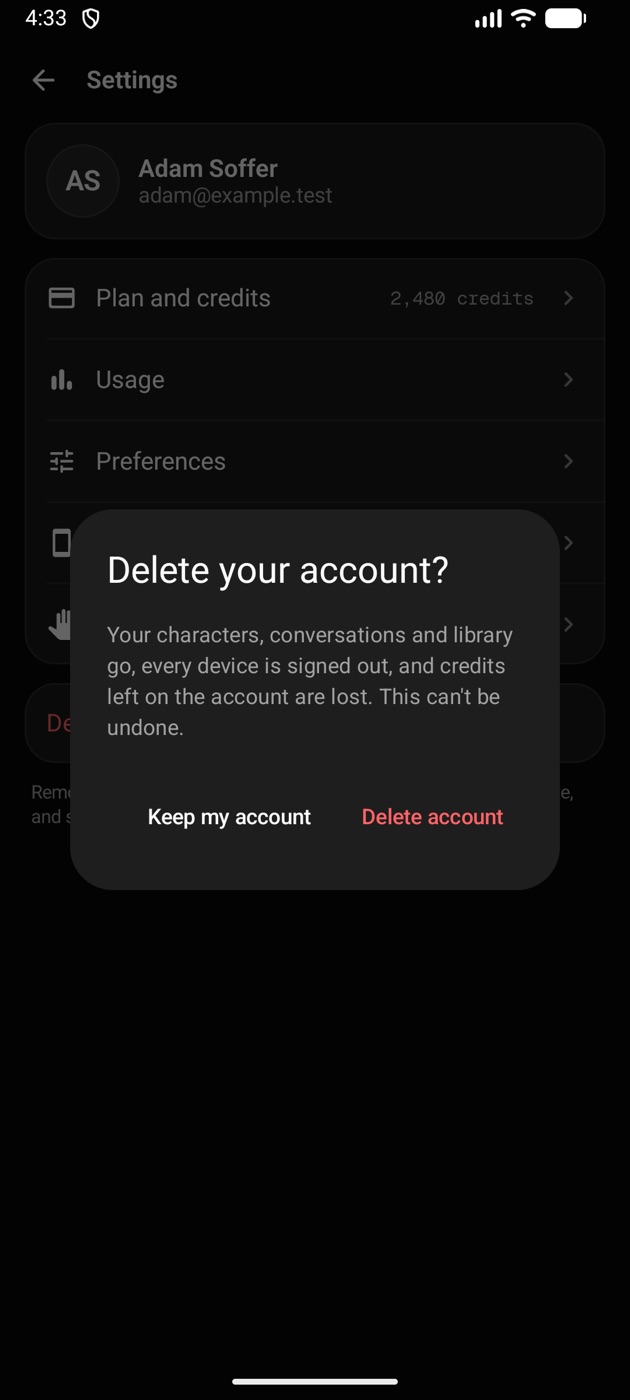 4:33
Settings
AS
Adam Soffer
adam@example.test
Plan and credits
2,480 credits
Usage
Preferences
Delete your account?
Your characters, conversations and library
go, every device is signed out, and credits
left on the account are lost. This can't be
undone.
De
Keep my account
Delete account